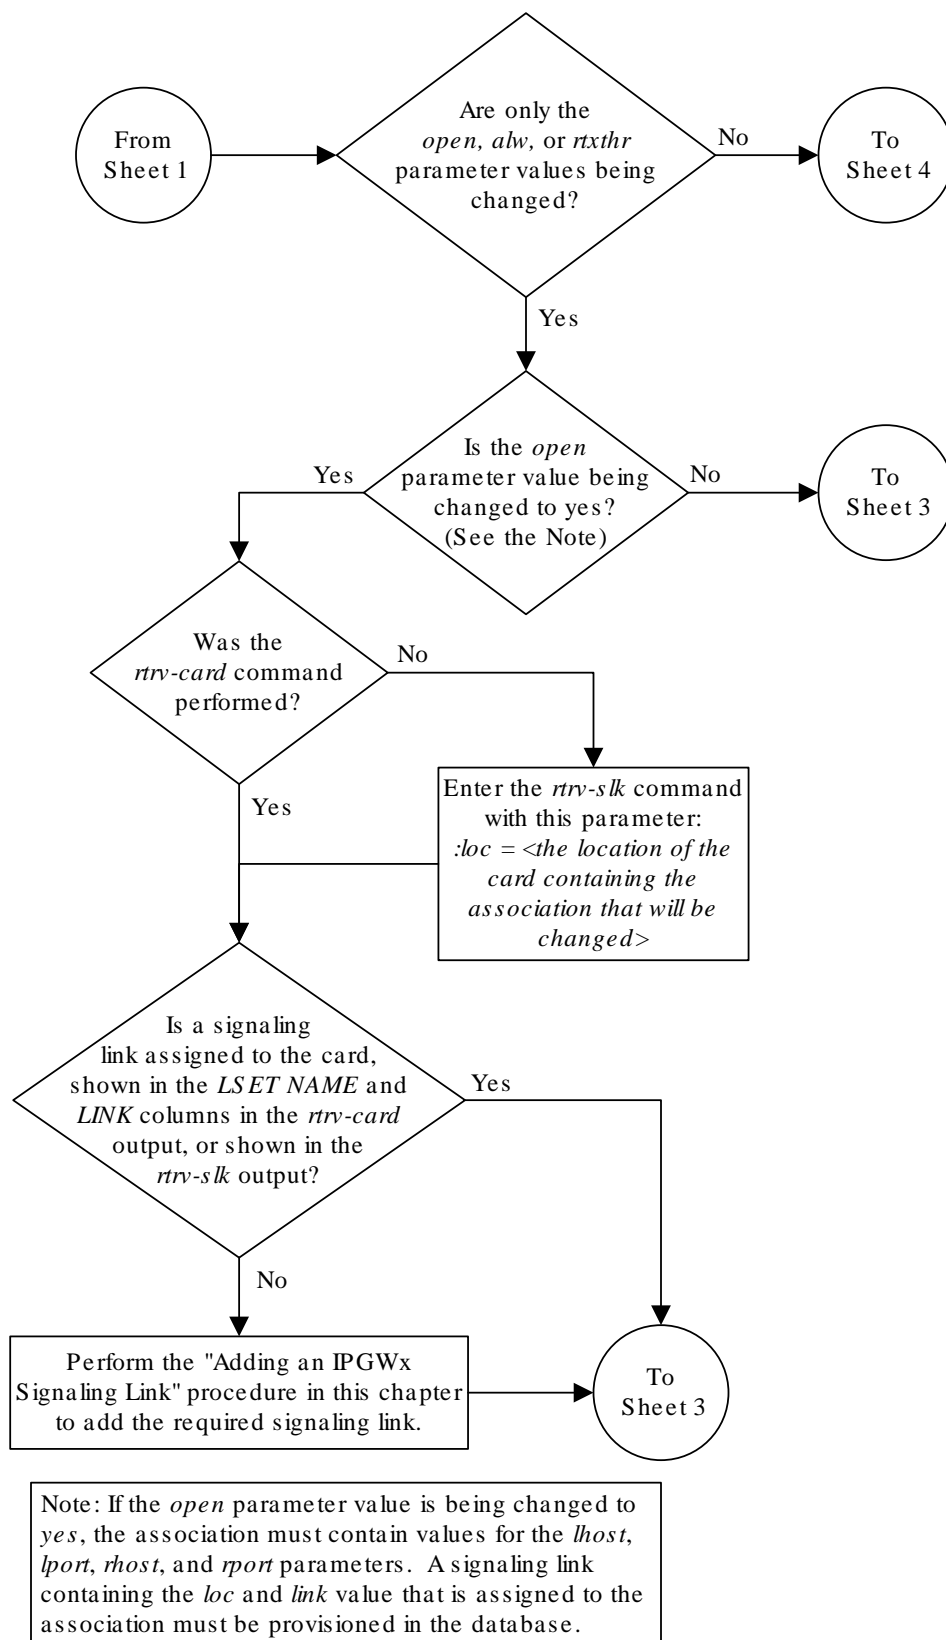 From
Sheet 1
Are only the
open, alw, or rtxthr
parameter values being
changed?
No
To
Sheet 4
Yes
Is the open
parameter value being
changed to yes?
(See the Note)
Yes
No
To
Sheet 3
Was the
rtrv-card command
performed?
No
Yes
Enter the rtrv-slk command
with this parameter:
:loc = <the location of the
card containing the
association that will be
changed>
Is a signaling
link assigned to the card,
shown in the LSET NAME and
LINK columns in the rtrv-card
output, or shown in the
rtrv-slk output?
Yes
No
Perform the "Adding an IPGWx
Signaling Link" procedure in this chapter
to add the required signaling link.
To
Sheet 3
Note: If the open parameter value is being changed to
yes, the association must contain values for the lhost,
lport, rhost, and rport parameters. A signaling link
containing the loc and link value that is assigned to the
association must be provisioned in the database.